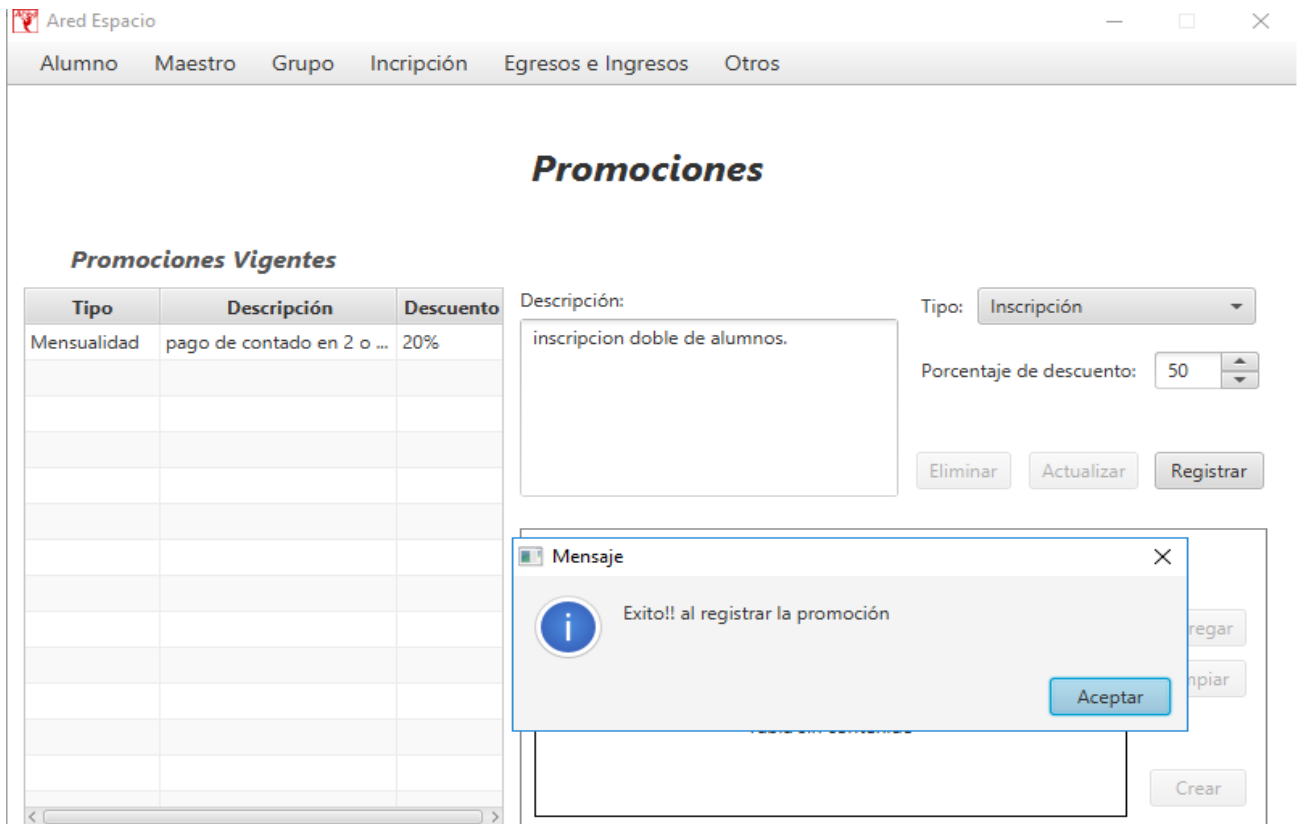 Ared Espacio
Alumno Maestro Grupo Incripción Egresos e Ingresos Otros
Promociones
Promociones Vigentes
Tipo Descripción Descuento
Mensualidad pago de contado en 2 o ... 20%
Descripción:
inscripcion doble de alumnos.
Tipo: Inscripción
Porcentaje de descuento: 50
Eliminar Actualizar Registrar
Mensaje
Exito!! al registrar la promoción
Aceptar
Crear